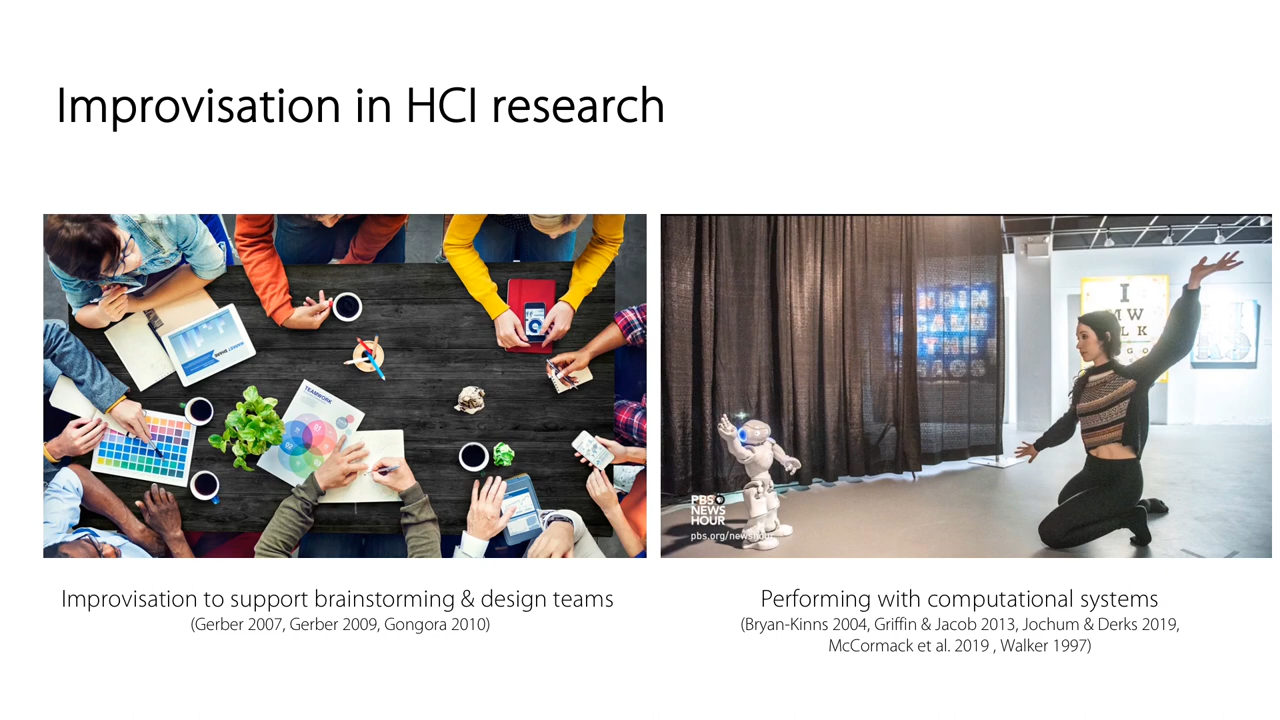 Improvisation in HCI research
TEAMWORK
I
M W
L K
G O
PBS
NEWS
HOUR
pbs.org/newshour
Improvisation to support brainstorming & design teams
(Gerber 2007, Gerber 2009, Gongora 2010)
Performing with computational systems
(Bryan-Kinns 2004, Griffin & Jacob 2013, Jochum & Derks 2019,
McCormack et al. 2019 , Walker 1997)